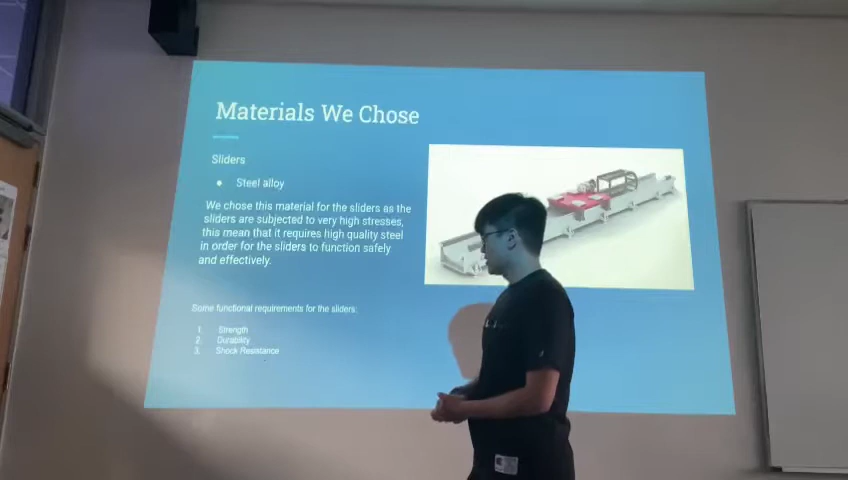 Materials We Chose
Sliders
● Steel alloy
We chose this material for the sliders as the
sliders are subjected to very high stresses,
this mean that it requires high quality steel
in order for the sliders to function safely
and effectively.
Some functional requirements for the sliders:
1. Strength
2. Durability
3. Shock Resistance